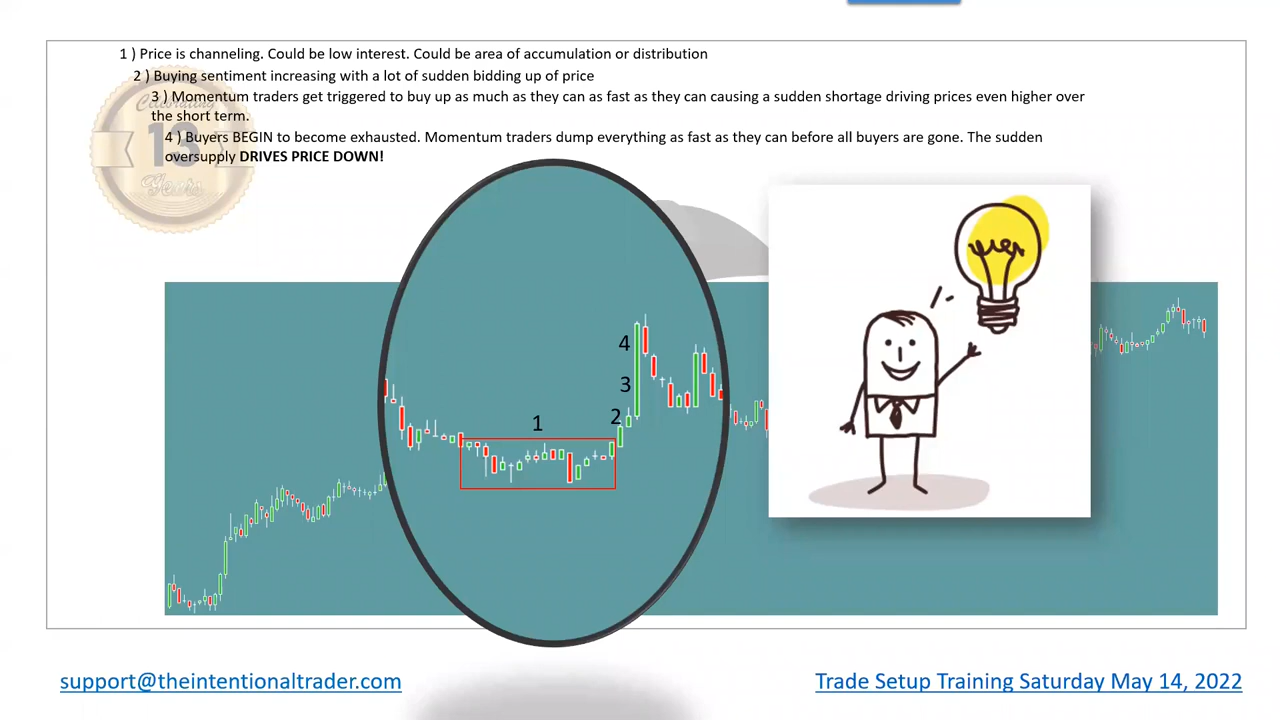 1 ) Price is channeling. Could be low interest. Could be area of accumulation or distribution
2 ) Buying sentiment increasing with a lot of sudden bidding up of price
3 ) Momentum traders get triggered to buy up as much as they can as fast as they can causing a sudden shortage driving prices even higher over
the short term.
4 ) Buyers BEGIN to become exhausted. Momentum traders dump everything as fast as they can before all buyers are gone. The sudden
oversupply DRIVES PRICE DOWN!
Celebrating
13
Years
4
3
2
1
support@theintentionaltrader.com
Trade Setup Training Saturday May 14, 2022